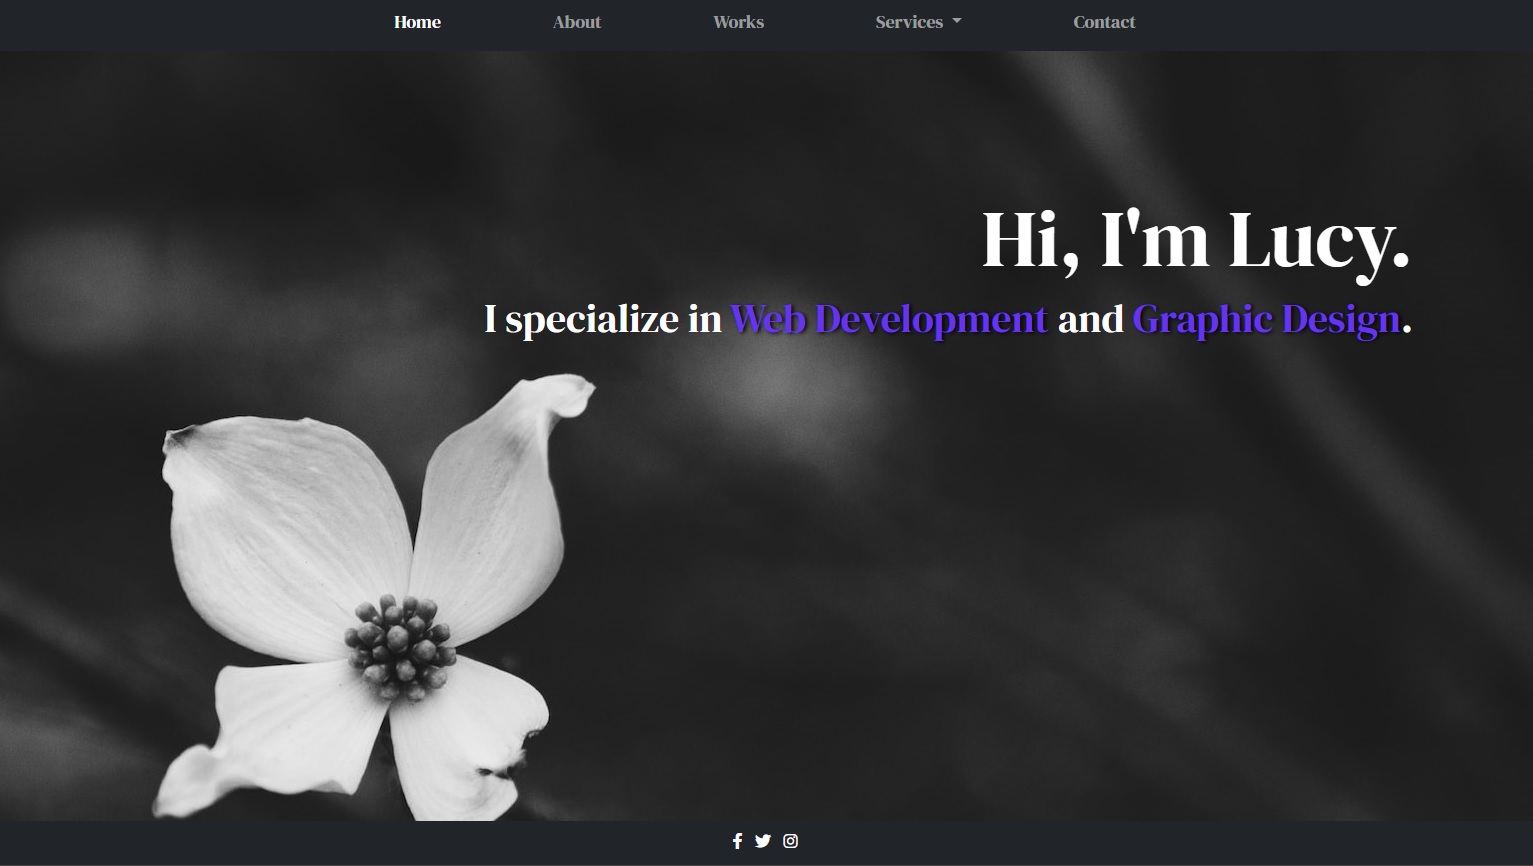 Home About Works Services Contact
Hi, I'm Lucy.
I specialize in Web Development and Graphic Design.